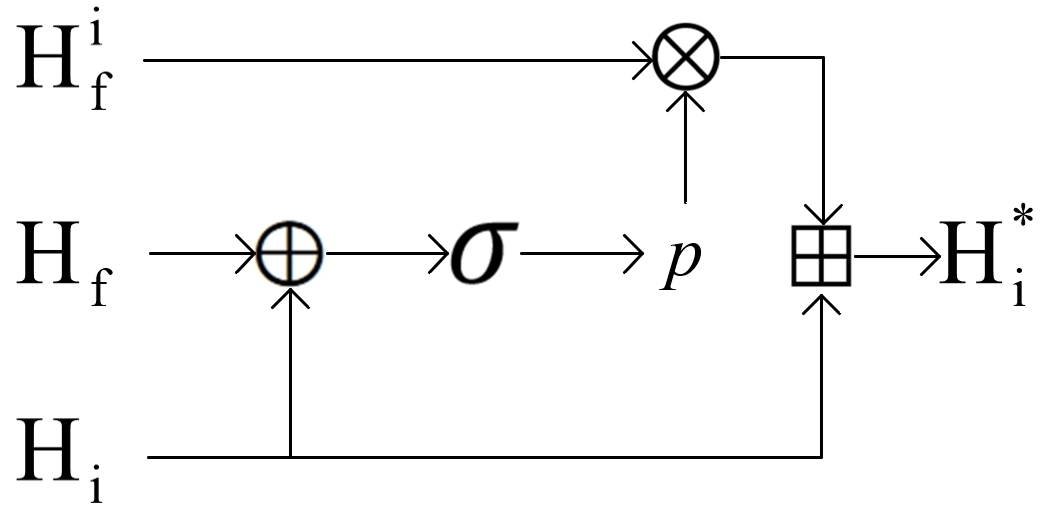 H_f^i
H_f ⊕ σ p ⊞ H_i^*
H_i